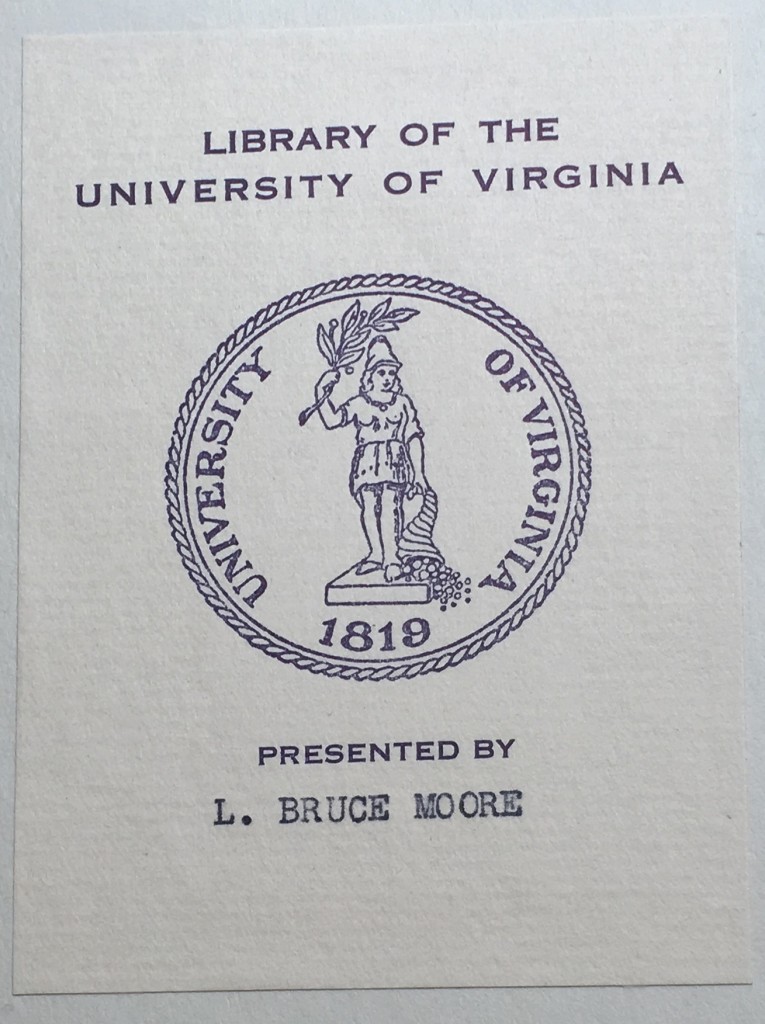 LIBRARY OF THE
UNIVERSITY OF VIRGINIA
UNIVERSITY OF VIRGINIA
1819
PRESENTED BY
L. BRUCE MOORE